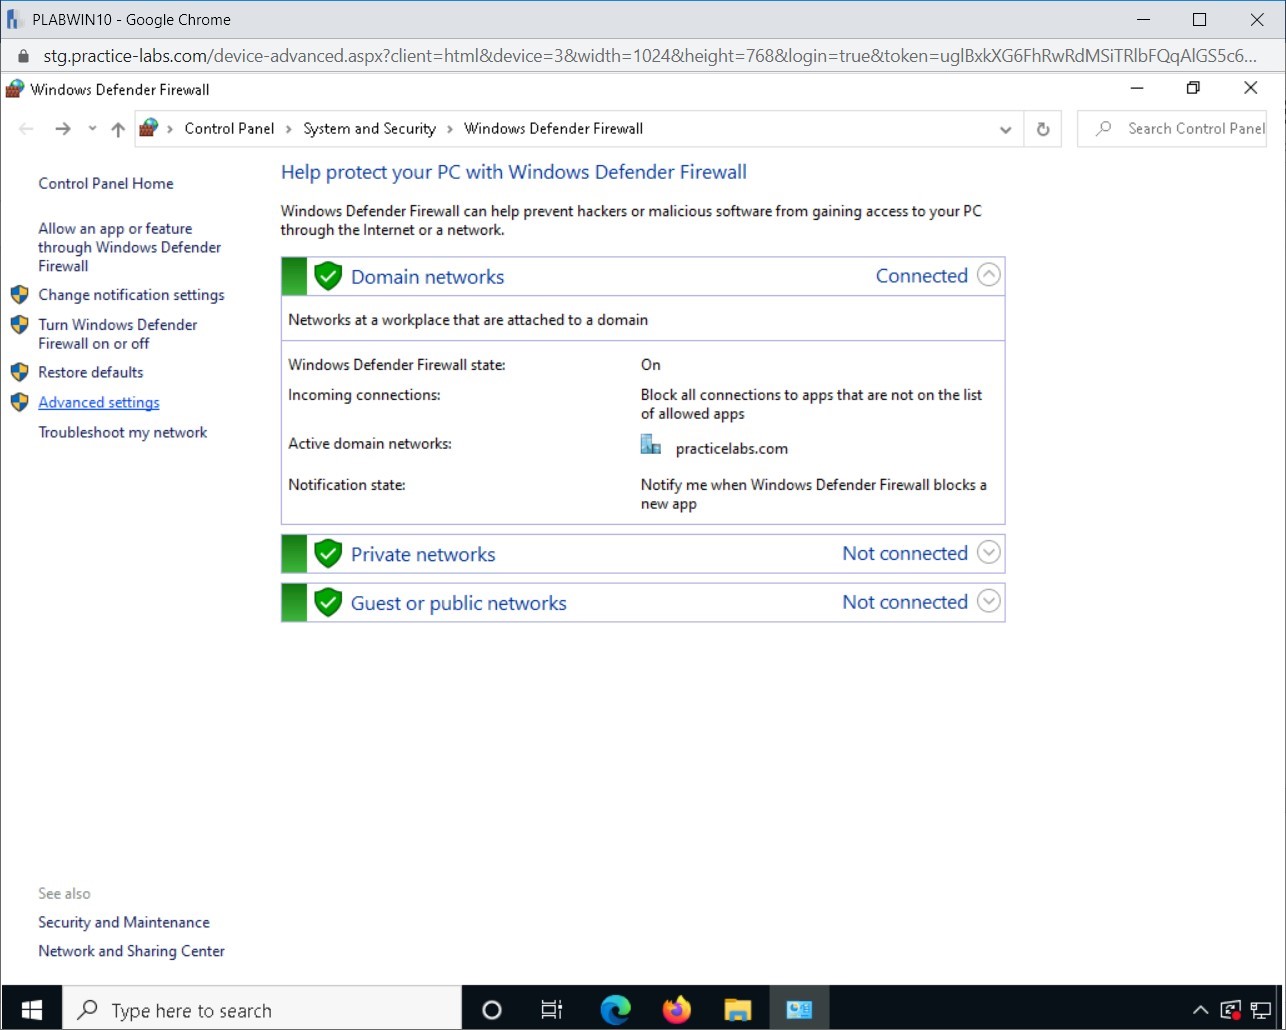 PLABWIN10 - Google Chrome
stg.practice-labs.com/device-advanced.aspx?client=html&device=3&width=1024&height=768&login=true&token=uglBxkXG6FhRwRdMSiTRlbFQqAlGS5c6...
Windows Defender Firewall
Control Panel > System and Security > Windows Defender Firewall
Search Control Panel
Control Panel Home
Allow an app or feature
through Windows Defender
Firewall
Change notification settings
Turn Windows Defender
Firewall on or off
Restore defaults
Advanced settings
Troubleshoot my network
Help protect your PC with Windows Defender Firewall
Windows Defender Firewall can help prevent hackers or malicious software from gaining access to your PC
through the Internet or a network.
Domain networks Connected
Networks at a workplace that are attached to a domain
Windows Defender Firewall state: On
Incoming connections: Block all connections to apps that are not on the list
of allowed apps
Active domain networks: practicelabs.com
Notification state: Notify me when Windows Defender Firewall blocks a
new app
Private networks Not connected
Guest or public networks Not connected
See also
Security and Maintenance
Network and Sharing Center
Type here to search